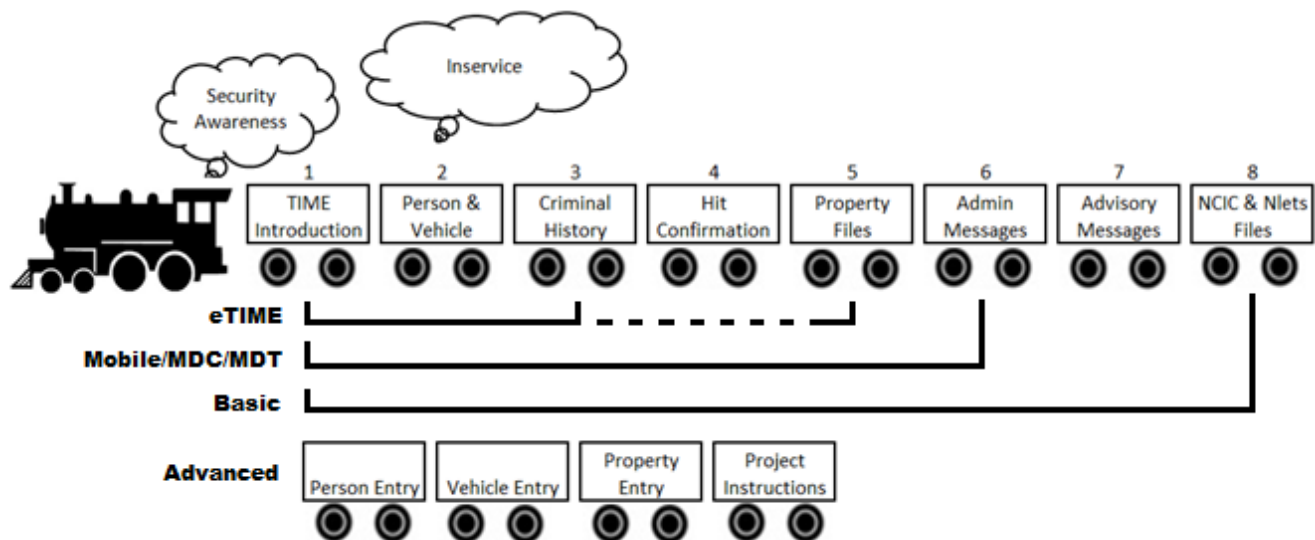 Inservice
Security
Awareness
1 2 3 4 5 6 7 8
TIME
Introduction
Person &
Vehicle
Criminal
History
Hit
Confirmation
Property
Files
Admin
Messages
Advisory
Messages
NCIC & Nlets
Files
eTIME
Mobile/MDC/MDT
Basic
Advanced
Person Entry
Vehicle Entry
Property
Entry
Project
Instructions